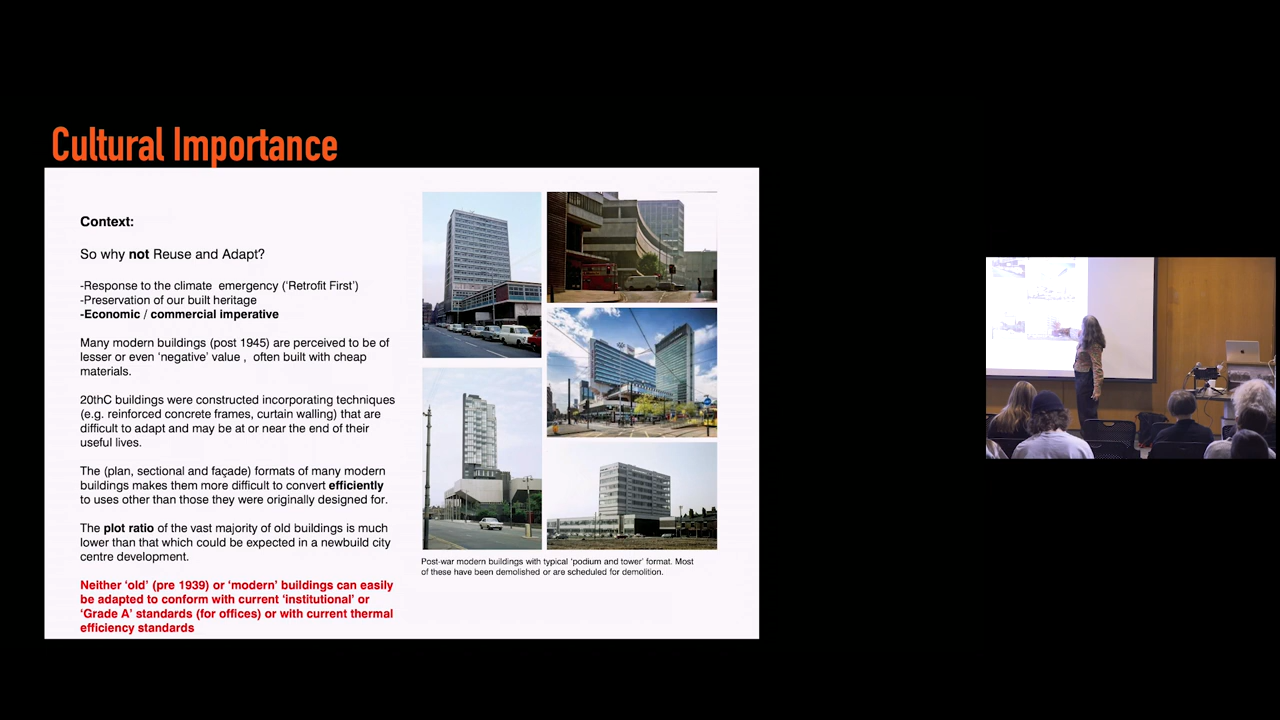 Cultural Importance
Context:
So why not Reuse and Adapt?
-Response to the climate emergency (‘Retrofit First’)
-Preservation of our built heritage
-Economic / commercial imperative
Many modern buildings (post 1945) are perceived to be of
lesser or even ‘negative’ value , often built with cheap
materials.
20thC buildings were constructed incorporating techniques
(e.g. reinforced concrete frames, curtain walling) that are
difficult to adapt and may be at or near the end of their
useful lives.
The (plan, sectional and façade) formats of many modern
buildings makes them more difficult to convert efficiently
to uses other than those they were originally designed for.
The plot ratio of the vast majority of old buildings is much
lower than that which could be expected in a newbuild city
centre development.
Neither ‘old’ (pre 1939) or ‘modern’ buildings can easily
be adapted to conform with current ‘institutional’ or
‘Grade A’ standards (for offices) or with current thermal
efficiency standards
Post-war modern buildings with typical ‘podium and tower’ format. Most
of these have been demolished or are scheduled for demolition.